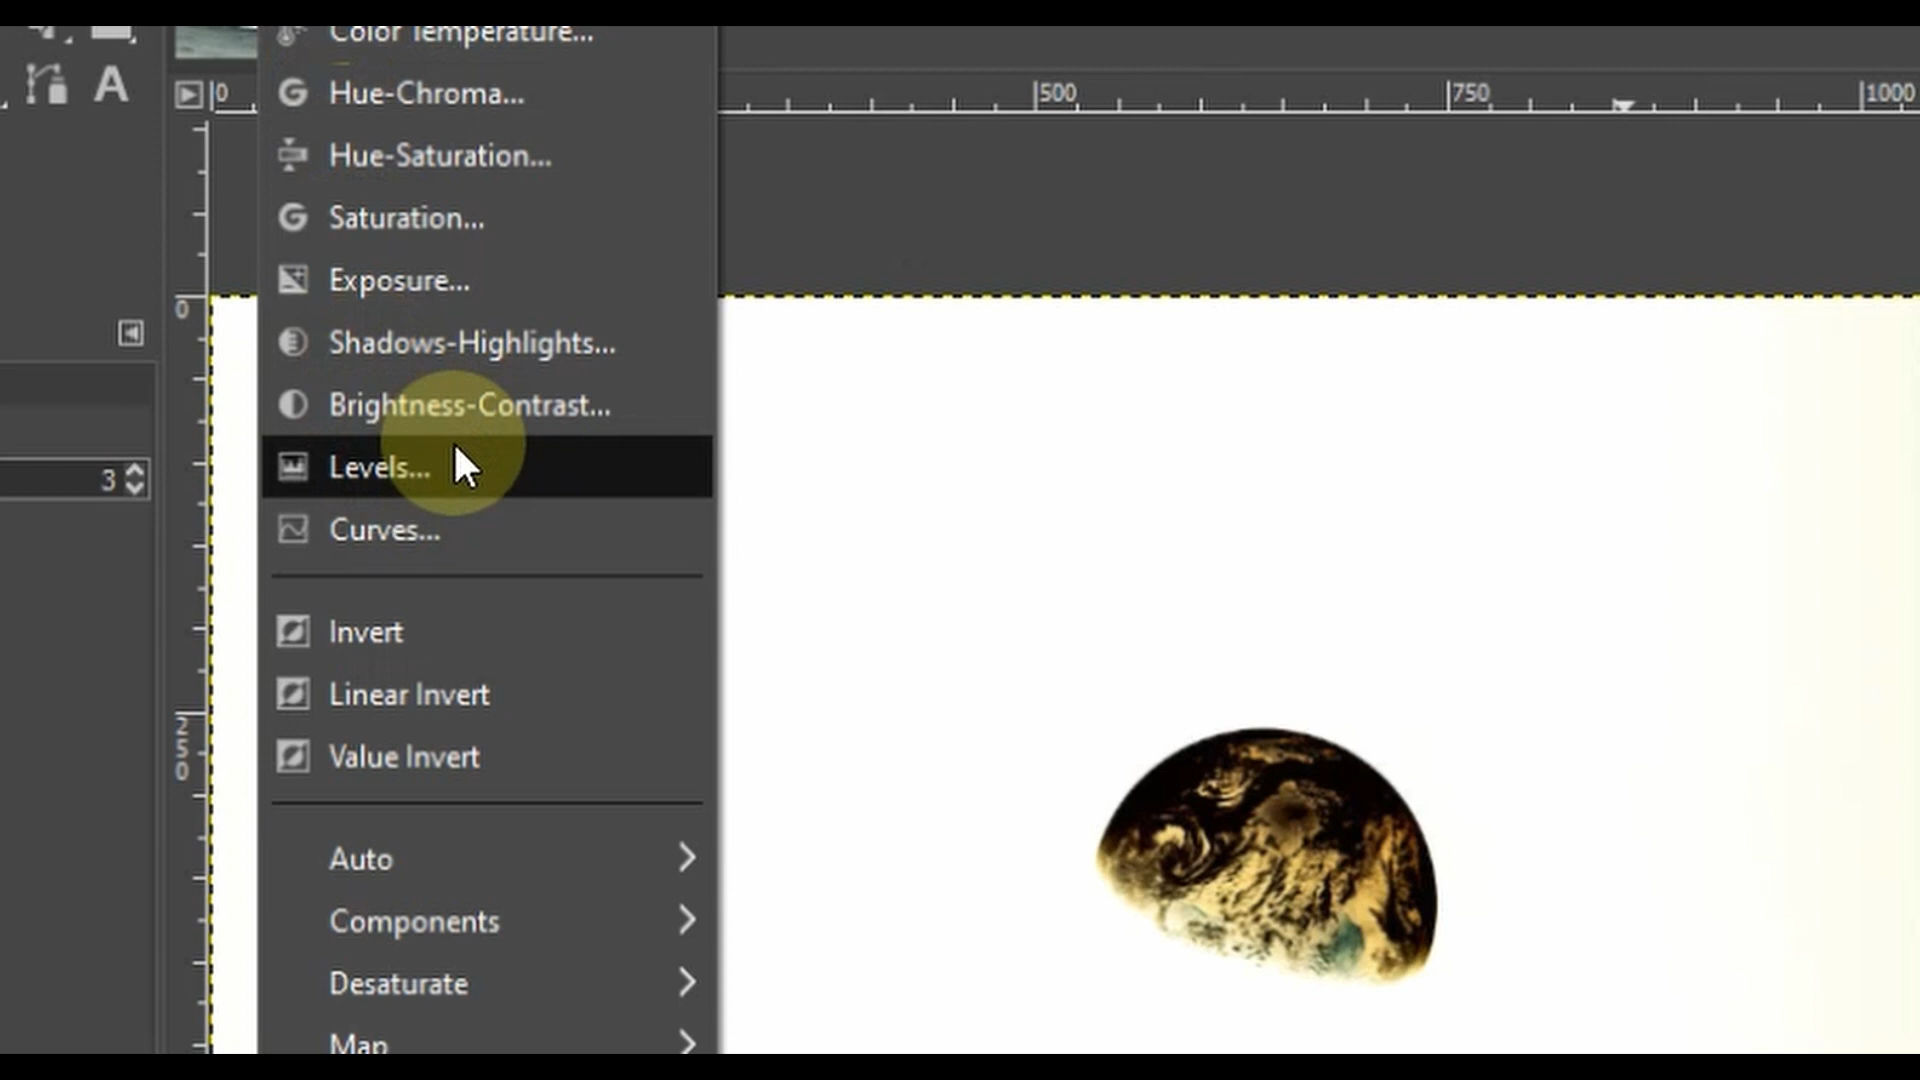 Color Temperature...
A
0
500
750
1000
Hue-Chroma...
Hue-Saturation...
Saturation...
Exposure...
0
Shadows-Highlights...
Brightness-Contrast...
Levels...
3
Curves...
Invert
Linear Invert
250
Value Invert
Auto
Components
Desaturate
Map